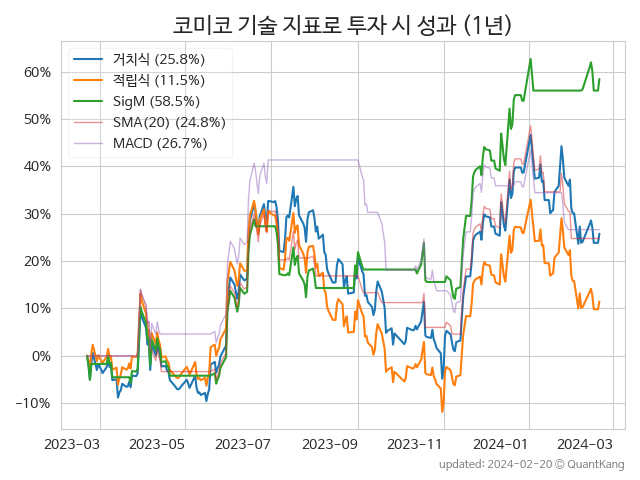 코미코 기술 지표로 투자 시 성과 (1년)
거치식 (25.8%)
적립식 (11.5%)
SigM (58.5%)
SMA(20) (24.8%)
MACD (26.7%)
60%
50%
40%
30%
20%
10%
0%
−10%
2023-03 2023-05 2023-07 2023-09 2023-11 2024-01 2024-03
updated: 2024-02-20 © QuantKang